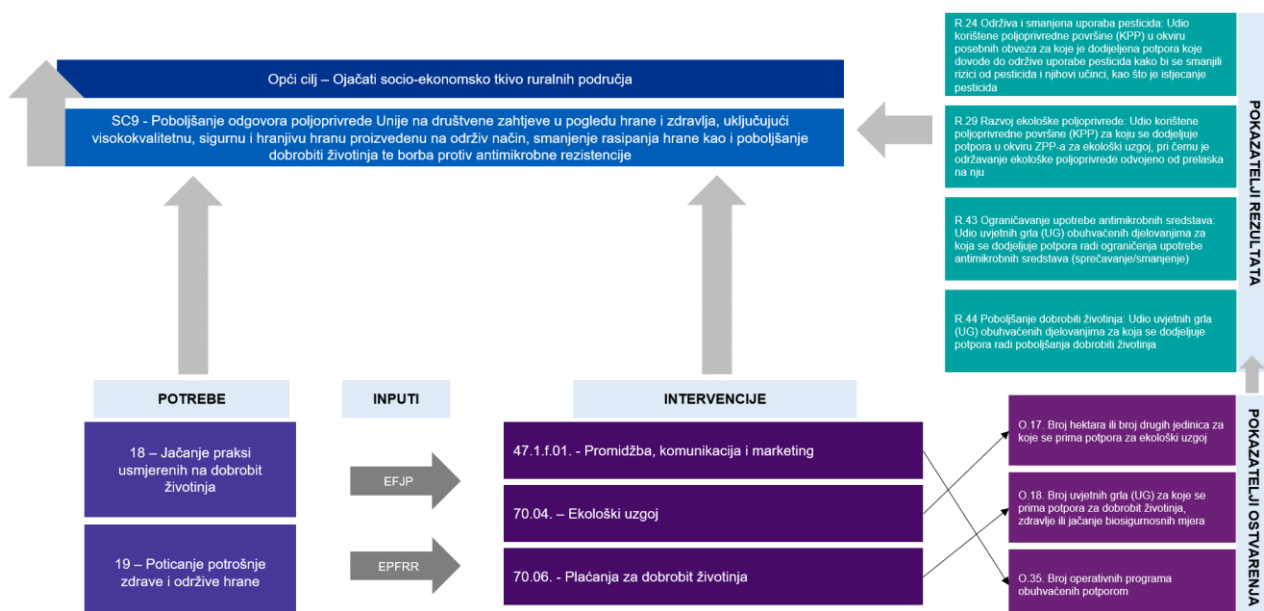 Opći cilj – Ojačati socio-ekonomsko tkivo ruralnih područja
SC9 - Poboljšanje odgovora poljoprivrede Unije na društvene zahtjeve u pogledu hrane i zdravlja, uključujući
visokokvalitetnu, sigurnu i hranjivu hranu proizvedenu na održiv način, smanjenje rasipanja hrane kao i poboljšanje
dobrobiti životinja te borba protiv antimikrobne rezistencije
R.24 Održiva i smanjena uporaba pesticida: Udio
korištene poljoprivredne površine (KPP) u okviru
posebnih obveza za koje je dodijeljena potpora koje
dovode do održive uporabe pesticida kako bi se smanjili
rizici od pesticida i njihovi učinci, kao što je istjecanje
pesticida
R.29 Razvoj ekološke poljoprivrede: Udio korištene
poljoprivredne površine (KPP) za koju se dodjeljuje
potpora u okviru ZPP-a za ekološki uzgoj, pri čemu je
održavanje ekološke poljoprivrede odvojeno od prelaska
na nju
R.43 Ograničavanje upotrebe antimikrobnih sredstava:
Udio uvjetnih grla (UG) obuhvaćenih djelovanjima za
koja se dodjeljuje potpora radi ograničenja upotrebe
antimikrobnih sredstava (sprečavanje/smanjenje)
R.44 Poboljšanje dobrobiti životinja: Udio uvjetnih grla
(UG) obuhvaćenih djelovanjima za koja se dodjeljuje
potpora radi poboljšanja dobrobiti životinja
POKAZATELJI REZULTATA
POTREBE
INPUTI
INTERVENCIJE
18 – Jačanje praksi
usmjerenih na dobrobit
životinja
19 – Poticanje potrošnje
zdrave i održive hrane
EFJP
EPFRR
47.1.f.01. - Promidžba, komunikacija i marketing
70.04. – Ekološki uzgoj
70.06. - Plaćanja za dobrobit životinja
O.17. Broj hektara ili broj drugih jedinica za
koje se prima potpora za ekološki uzgoj
O.18. Broj uvjetnih grla (UG) za koje se
prima potpora za dobrobit životinja,
zdravlje ili jačanje biosigurnosnih mjera
O.35. Broj operativnih programa
obuhvaćenih potporom
POKAZATELJI OSTVARENJA